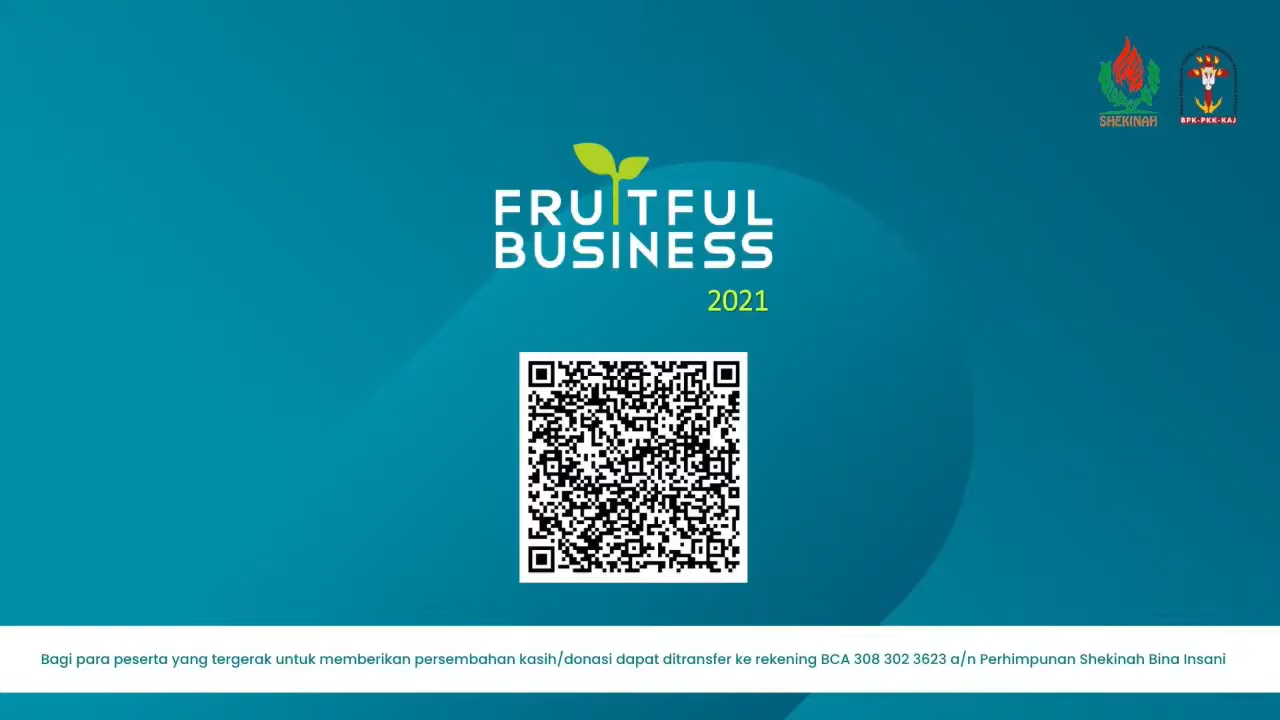 SHEKINAH
BPK-PKK-KAJ
FRUITFUL
BUSINESS
2021
Bagi para peserta yang tergerak untuk memberikan persembahan kasih/donasi dapat ditransfer ke rekening BCA 308 302 3623 a/n Perhimpunan Shekinah Bina Insani